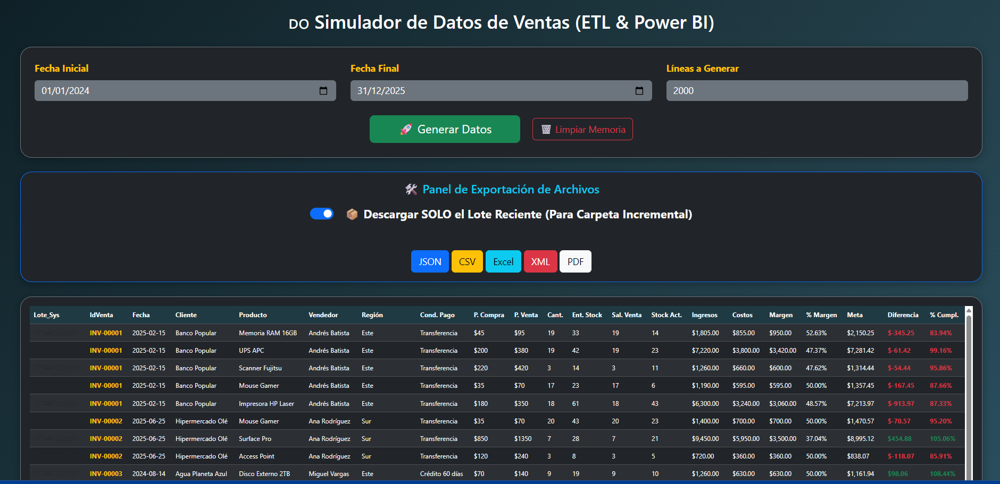 DO Simulador de Datos de Ventas (ETL & Power BI)
Fecha Inicial Fecha Final Líneas a Generar
01/01/2024 31/12/2025 2000
🚀 Generar Datos 🗑️ Limpiar Memoria
🛠️ Panel de Exportación de Archivos
📦 Descargar SOLO el Lote Reciente (Para Carpeta Incremental)
JSON CSV Excel XML PDF
Lote_Sys IdVenta Fecha Cliente Producto Vendedor Región Cond. Pago P. Compra P. Venta Cant. Ent. Stock Sal. Venta Stock Act. Ingresos Costos Margen % Margen Meta Diferencia % Cumpl.
INV-00001 2025-02-15 Banco Popular Memoria RAM 16GB Andrés Batista Este Transferencia $45 $95 19 33 19 14 $1,805.00 $855.00 $950.00 52.63% $2,150.25 $-345.25 83.94%
INV-00001 2025-02-15 Banco Popular UPS APC Andrés Batista Este Transferencia $200 $380 19 42 19 23 $7,220.00 $3,800.00 $3,420.00 47.37% $7,281.42 $-61.42 99.16%
INV-00001 2025-02-15 Banco Popular Scanner Fujitsu Andrés Batista Este Transferencia $220 $420 3 14 3 11 $1,260.00 $660.00 $600.00 47.62% $1,314.44 $-54.44 95.86%
INV-00001 2025-02-15 Banco Popular Mouse Gamer Andrés Batista Este Transferencia $35 $70 17 23 17 6 $1,190.00 $595.00 $595.00 50.00% $1,357.45 $-167.45 87.66%
INV-00001 2025-02-15 Banco Popular Impresora HP Laser Andrés Batista Este Transferencia $180 $350 18 61 18 43 $6,300.00 $3,240.00 $3,060.00 48.57% $7,213.97 $-913.97 87.33%
INV-00002 2025-06-25 Hipermercado Olé Mouse Gamer Ana Rodríguez Sur Transferencia $35 $70 20 43 20 23 $1,400.00 $700.00 $700.00 50.00% $1,470.57 $-70.57 95.20%
INV-00002 2025-06-25 Hipermercado Olé Surface Pro Ana Rodríguez Sur Transferencia $850 $1350 7 28 7 21 $9,450.00 $5,950.00 $3,500.00 37.04% $8,995.12 $454.88 105.06%
INV-00002 2025-06-25 Hipermercado Olé Access Point Ana Rodríguez Sur Transferencia $120 $240 3 8 3 5 $720.00 $360.00 $360.00 50.00% $838.07 $-118.07 85.91%
INV-00003 2024-08-14 Agua Planeta Azul Disco Externo 2TB Miguel Vargas Este Crédito 60 días $70 $140 9 19 9 10 $1,260.00 $630.00 $630.00 50.00% $1,161.94 $98.06 108.44%